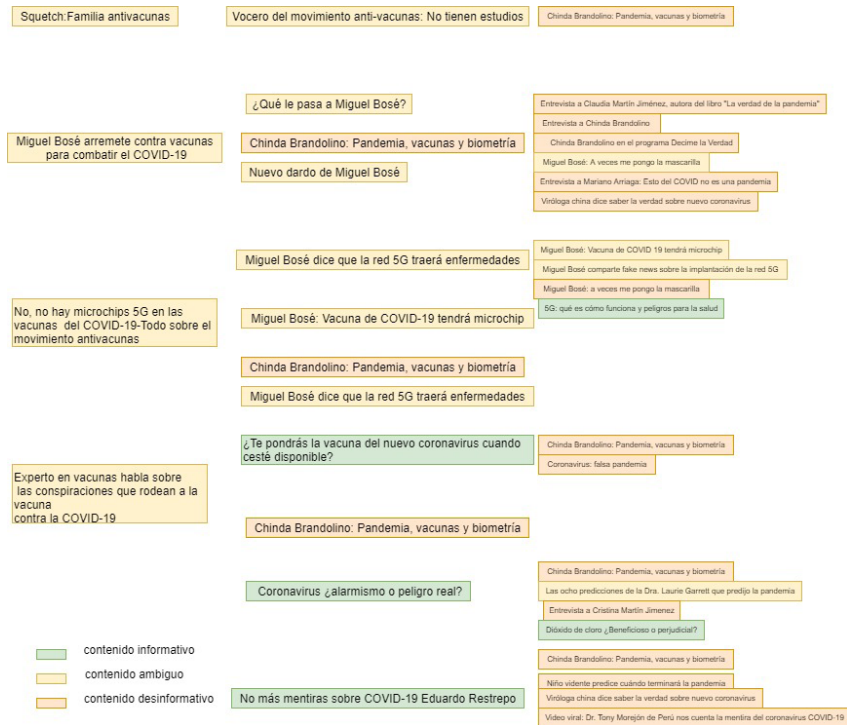 Squetch:Familia antivacunas
Vocero del movimiento anti-vacunas: No tienen estudios
Chinda Brandolino: Pandemia, vacunas y biometría
¿Qué le pasa a Miguel Bosé?
Entrevista a Claudia Martín Jiménez, autora del libro "La verdad de la pandemia"
Entrevista a Chinda Brandolino
Miguel Bosé arremete contra vacunas
para combatir el COVID-19
Chinda Brandolino: Pandemia, vacunas y biometría
Chinda Brandolino en el programa Decime la Verdad
Miguel Bosé: A veces me pongo la mascarilla
Nuevo dardo de Miguel Bosé
Entrevista a Mariano Arriaga: Esto del COVID no es una pandemia
Viróloga china dice saber la verdad sobre nuevo coronavirus
Miguel Bosé dice que la red 5G traerá enfermedades
Miguel Bosé: Vacuna de COVID 19 tendrá microchip
Miguel Bosé comparte fake news sobre la implantación de la red 5G
Miguel Bosé: a veces me pongo la mascarilla
5G: qué es cómo funciona y peligros para la salud
No, no hay microchips 5G en las
vacunas del COVID-19-Todo sobre el
movimiento antivacunas
Miguel Bosé: Vacuna de COVID-19 tendrá microchip
Chinda Brandolino: Pandemia, vacunas y biometría
Miguel Bosé dice que la red 5G traerá enfermedades
¿Te pondrás la vacuna del nuevo coronavirus cuando
cesté disponible?
Chinda Brandolino: Pandemia, vacunas y biometría
Coronavirus: falsa pandemia
Experto en vacunas habla sobre
las conspiraciones que rodean a la
vacuna
contra la COVID-19
Chinda Brandolino: Pandemia, vacunas y biometría
Coronavirus ¿alarmismo o peligro real?
Chinda Brandolino: Pandemia, vacunas y biometría
Las ocho predicciones de la Dra. Laurie Garrett que predijo la pandemia
Entrevista a Cristina Martin Jimenez
Dióxido de cloro ¿Beneficioso o perjudicial?
contenido informativo
contenido ambiguo
contenido desinformativo
No más mentiras sobre COVID-19 Eduardo Restrepo
Chinda Brandolino: Pandemia, vacunas y biometría
Niño vidente predice cuándo terminará la pandemia
Viróloga china dice saber la verdad sobre nuevo coronavirus
Video viral: Dr. Tony Morejón de Perú nos cuenta la mentira del coronavirus COVID-19